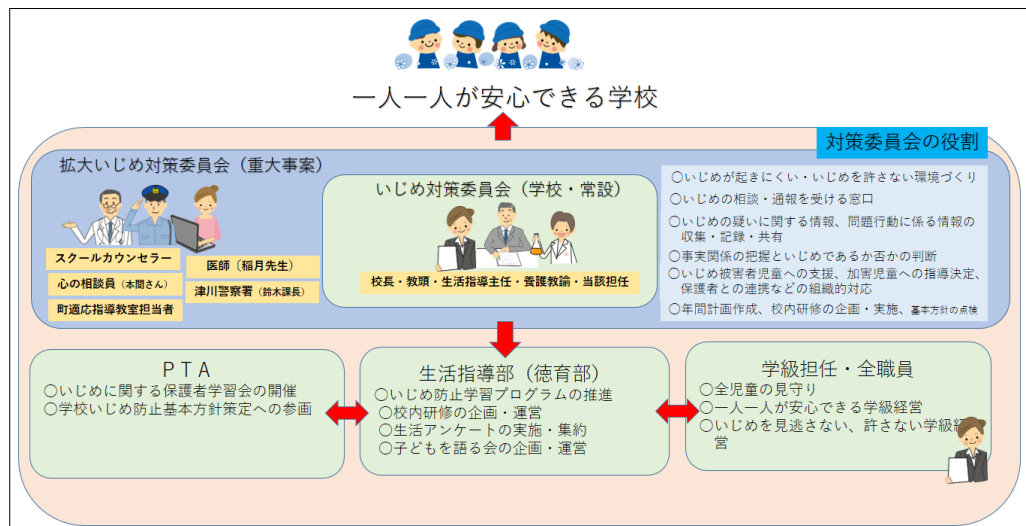 一人一人が安心できる学校
対策委員会の役割
拡大いじめ対策委員会（重大事案）
スクールカウンセラー
心の相談員（本間さん）
町適応指導教室担当者
医師〔稲月先生〕
津川警察署（鈴木課長）
いじめ対策委員会（学校・常設）
校長・教頭・生活指導主任・養護教諭・当該担任
○いじめが起きにくい・いじめを許さない環境づくり
○いじめの相談・通報を受ける窓口
○いじめの疑いに関する情報、問題行動に係る情報の
収集・記録・共有
○事実関係の把握といじめであるか否かの判断
○いじめ被害者児童への支援、加害児童への指導決定、
保護者との連携などの組織的対応
○年間計画作成、校内研修の企画・実施、基本方針の点検
ＰＴＡ
○いじめに関する保護者学習会の開催
○学校いじめ防止基本方針策定への参画
生活指導部（徳育部）
○いじめ防止学習プログラムの推進
○校内研修の企画・運営
○生活アンケートの実施・集約
○子どもを語る会の企画・運営
学級担任・全職員
○全児童の見守り
○一人一人が安心できる学級経営
○いじめを見逃さない、許さない学級経
営